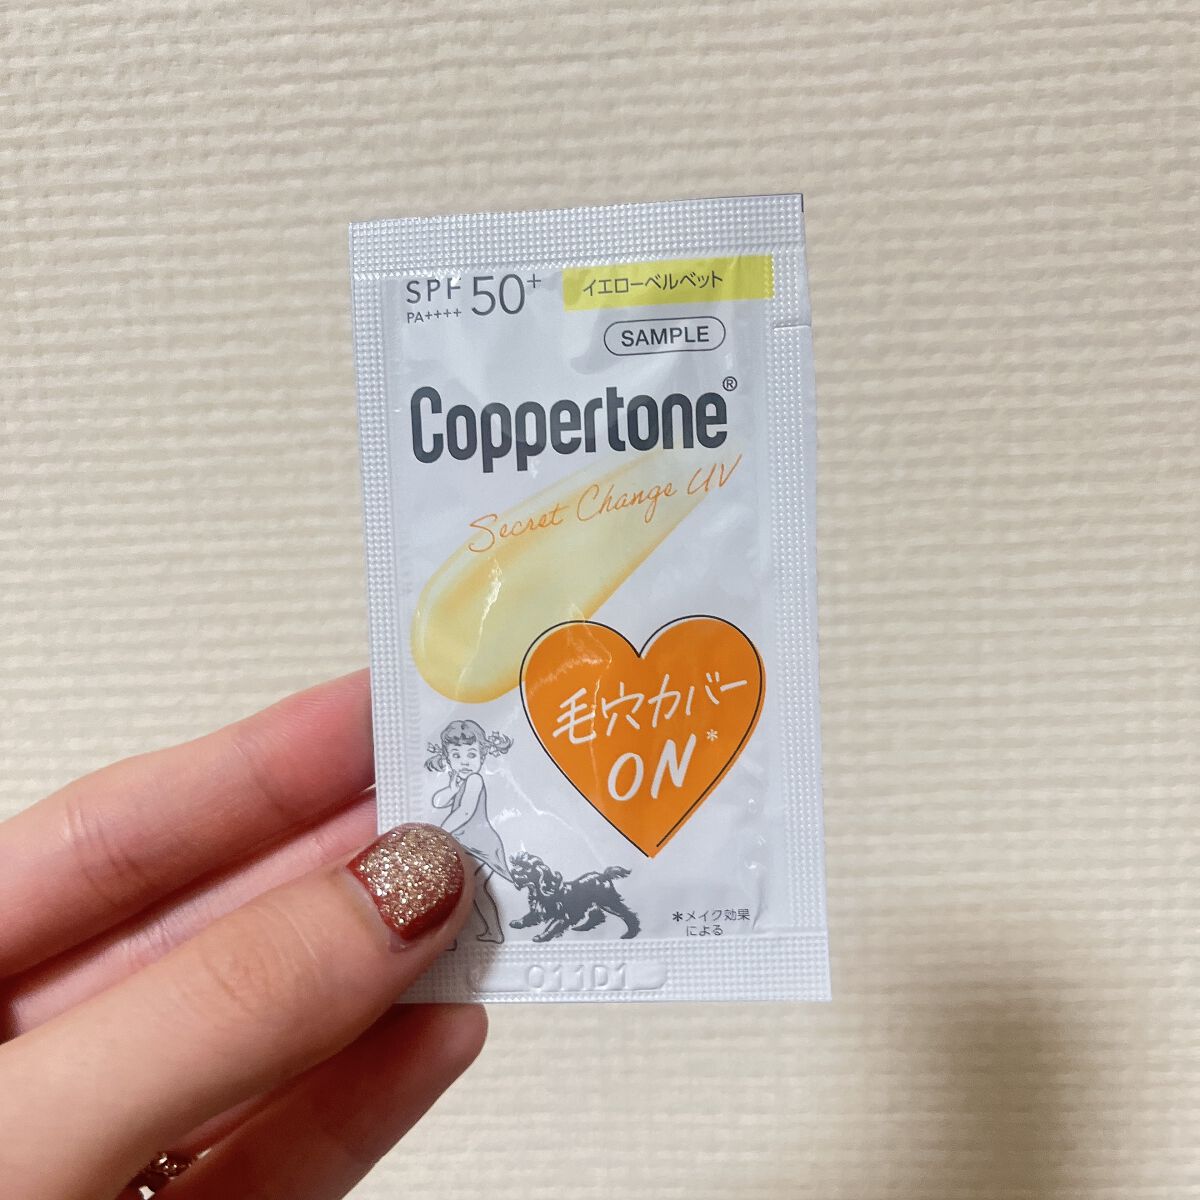 SPF 50+
PA++++
イエローベルベット
SAMPLE
Coppertone®
Secret Change UV
毛穴カバー
ON*
*メイク効果
による
011D1